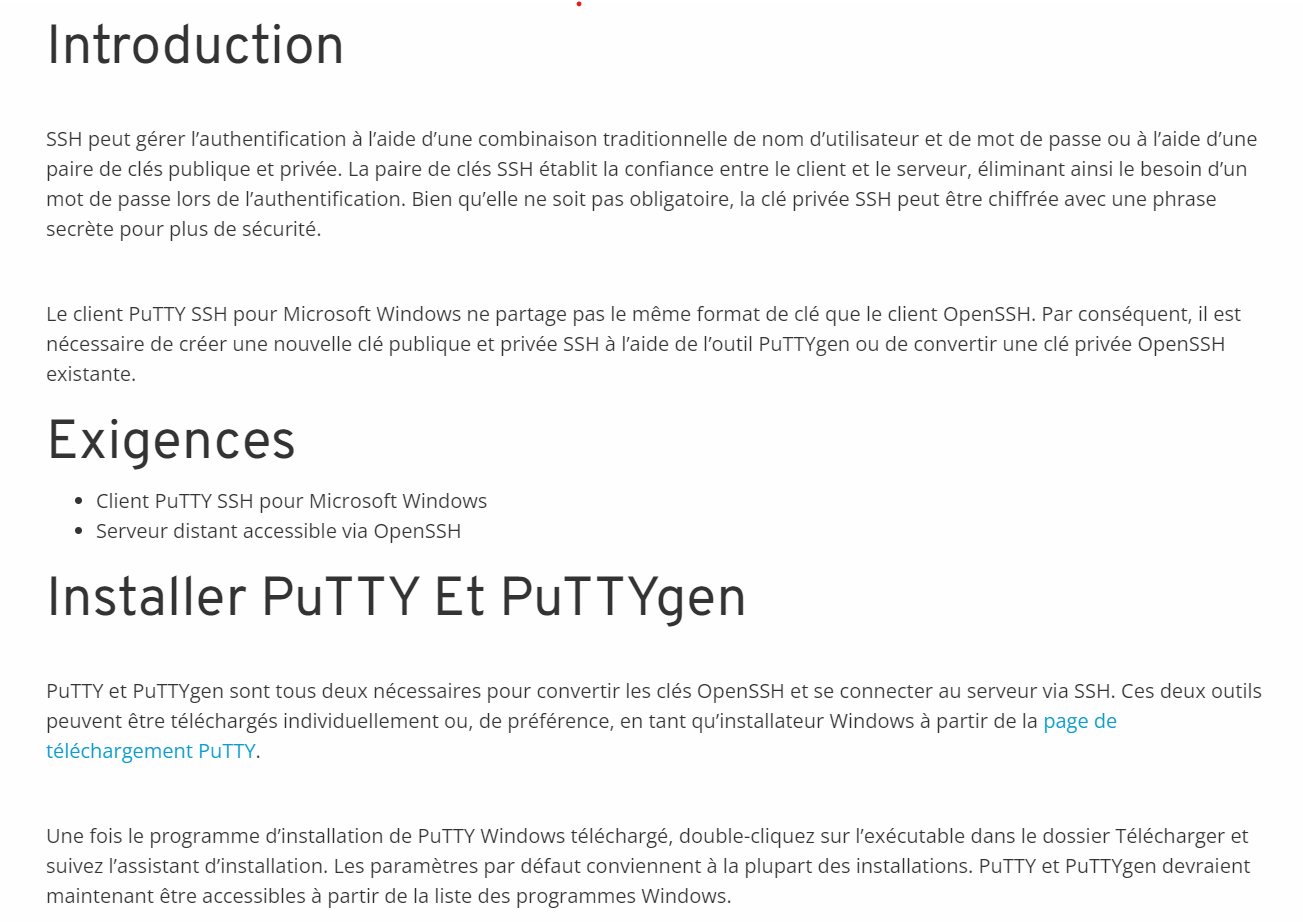 Introduction
SSH peut gérer l’authentification à l’aide d’une combinaison traditionnelle de nom d’utilisateur et de mot de passe ou à l’aide d’une
paire de clés publique et privée. La paire de clés SSH établit la confiance entre le client et le serveur, éliminant ainsi le besoin d’un
mot de passe lors de l’authentification. Bien qu’elle ne soit pas obligatoire, la clé privée SSH peut être chiffrée avec une phrase
secrète pour plus de sécurité.
Le client PuTTY SSH pour Microsoft Windows ne partage pas le même format de clé que le client OpenSSH. Par conséquent, il est
nécessaire de créer une nouvelle clé publique et privée SSH à l’aide de l’outil PuTTYgen ou de convertir une clé privée OpenSSH
existante.
Exigences
• Client PuTTY SSH pour Microsoft Windows
• Serveur distant accessible via OpenSSH
Installer PuTTY Et PuTTYgen
PuTTY et PuTTYgen sont tous deux nécessaires pour convertir les clés OpenSSH et se connecter au serveur via SSH. Ces deux outils
peuvent être téléchargés individuellement ou, de préférence, en tant qu’installateur Windows à partir de la page de
téléchargement PuTTY.
Une fois le programme d’installation de PuTTY Windows téléchargé, double-cliquez sur l’exécutable dans le dossier Télécharger et
suivez l’assistant d’installation. Les paramètres par défaut conviennent à la plupart des installations. PuTTY et PuTTYgen devraient
maintenant être accessibles à partir de la liste des programmes Windows.